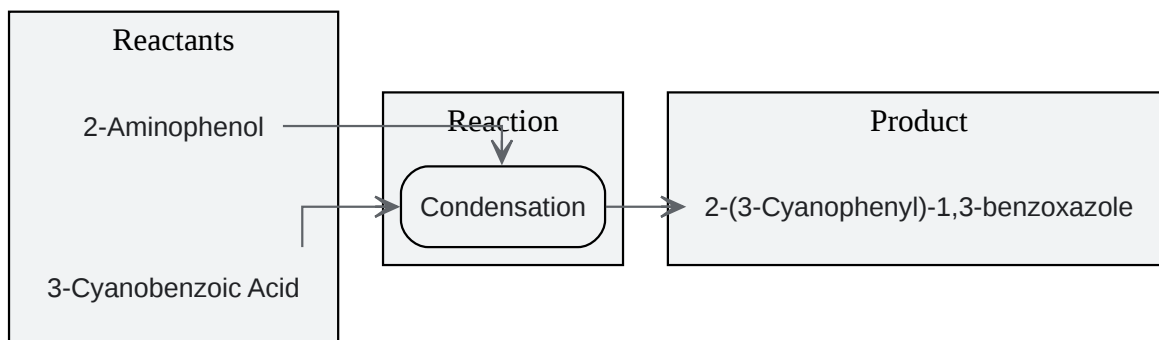 Reactants
2-Aminophenol
3-Cyanobenzoic Acid
Reaction
Condensation
Product
2-(3-Cyanophenyl)-1,3-benzoxazole